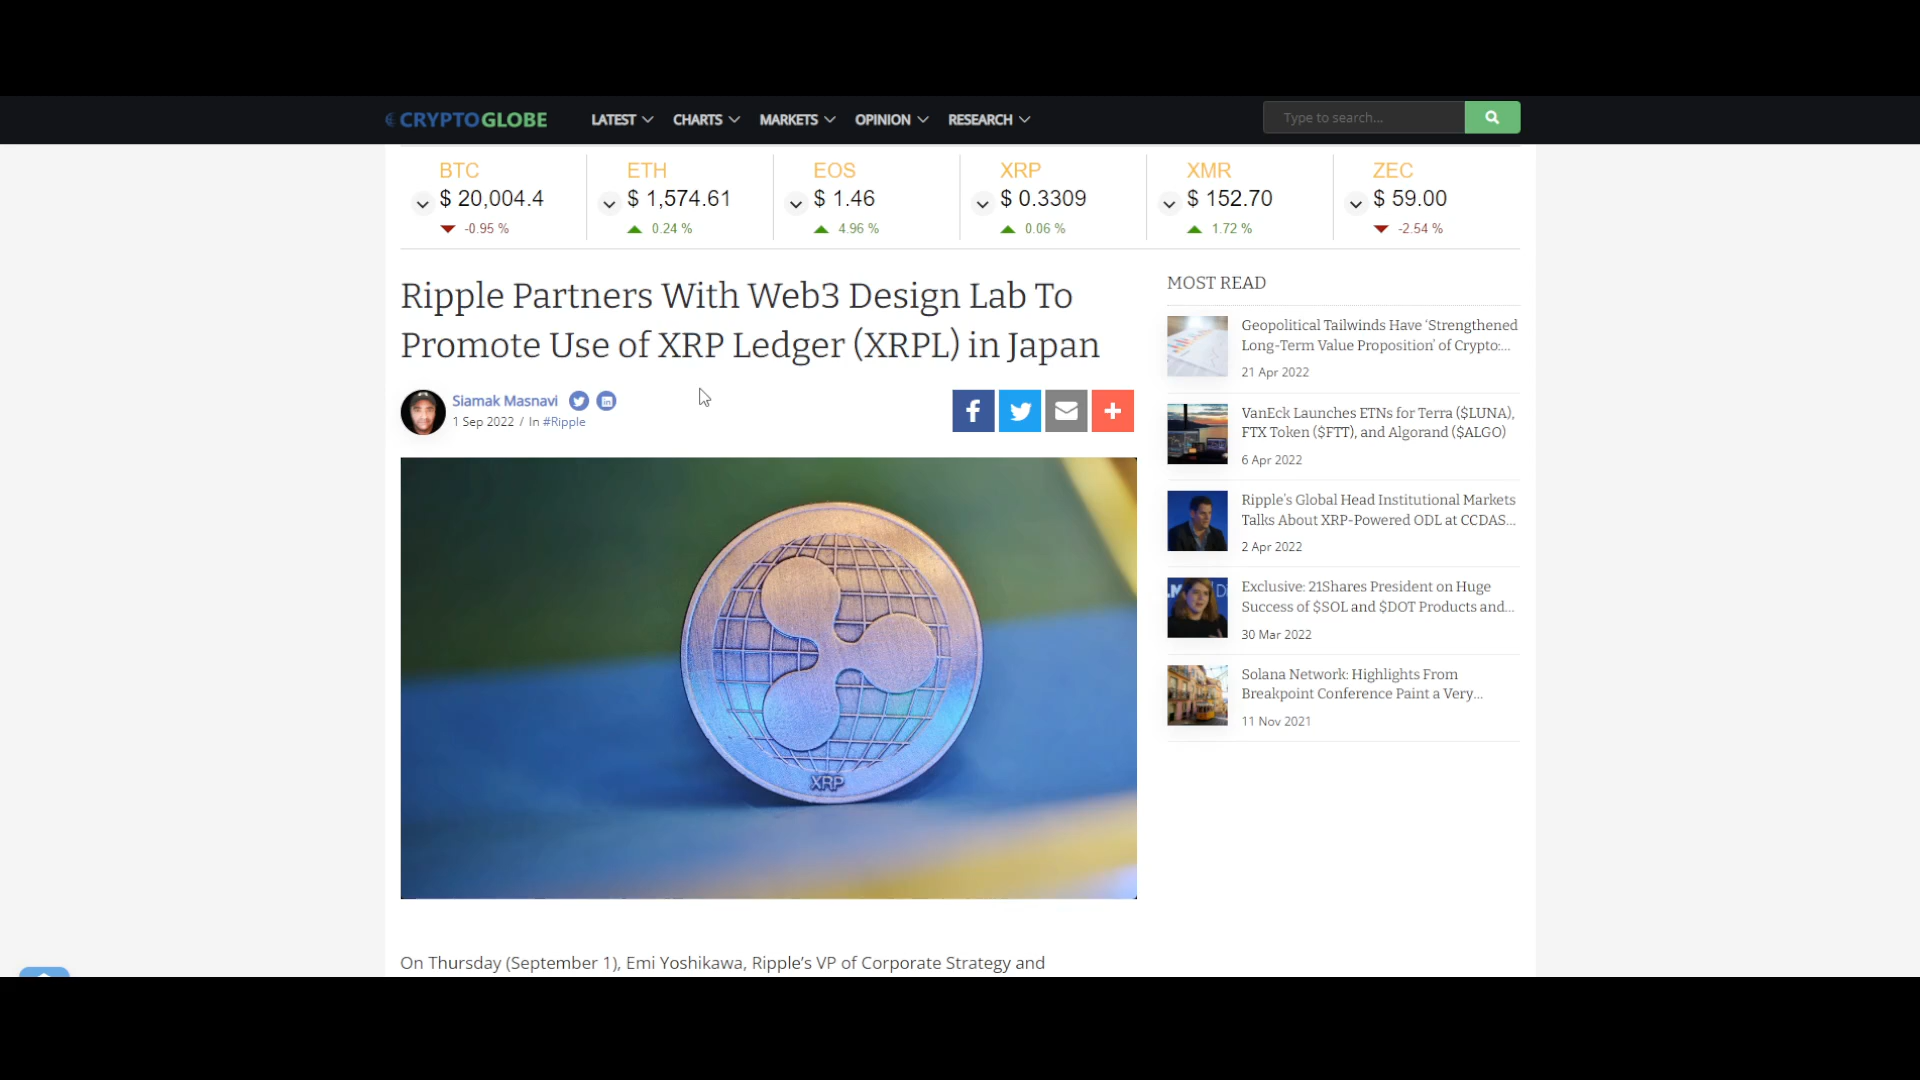 CRYPTOGLOBE LATEST CHARTS MARKETS OPINION RESEARCH Type to search...
BTC ETH EOS XRP XMR ZEC
$ 20,004.4 $ 1,574.61 $ 1.46 $ 0.3309 $ 152.70 $ 59.00
-0.95 % 0.24 % 4.96 % 0.06 % 1.72 % -2.54 %
Ripple Partners With Web3 Design Lab To
Promote Use of XRP Ledger (XRPL) in Japan
Siamak Masnavi
1 Sep 2022 / In #Ripple
XRP
On Thursday (September 1), Emi Yoshikawa, Ripple’s VP of Corporate Strategy and
MOST READ
Geopolitical Tailwinds Have ‘Strengthened
Long-Term Value Proposition’ of Crypto:...
21 Apr 2022
VanEck Launches ETNs for Terra ($LUNA),
FTX Token ($FTT), and Algorand ($ALGO)
6 Apr 2022
Ripple’s Global Head Institutional Markets
Talks About XRP-Powered ODL at CCDAS...
2 Apr 2022
Exclusive: 21Shares President on Huge
Success of $SOL and $DOT Products and...
30 Mar 2022
Solana Network: Highlights From
Breakpoint Conference Paint a Very...
11 Nov 2021